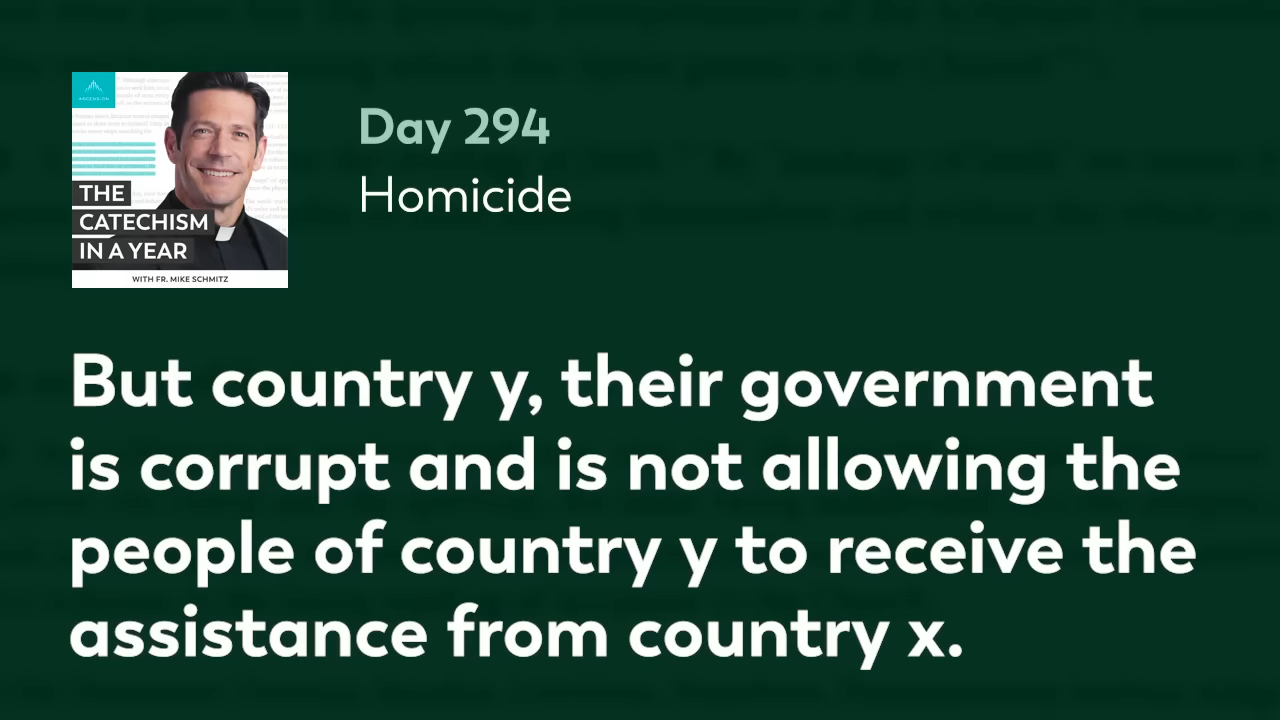 ASCENSION
THE
CATECHISM
IN A YEAR
WITH FR. MIKE SCHMITZ
Day 294
Homicide
But country y, their government
is corrupt and is not allowing the
people of country y to receive the
assistance from country x.